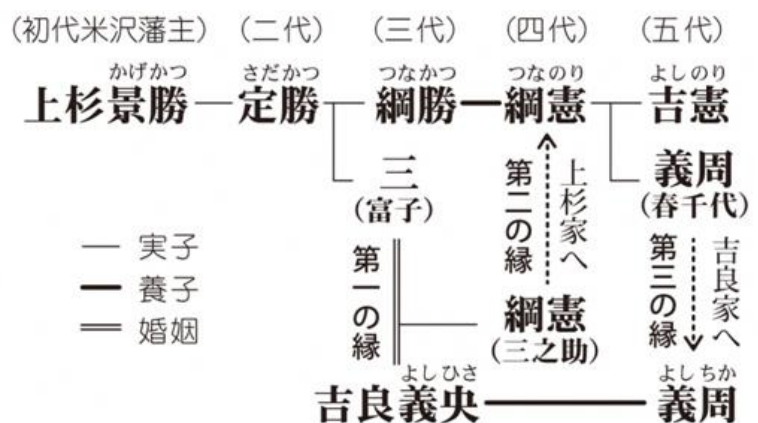 (初代米沢藩主) (二代) (三代) (四代) (五代)
かげかつ さだかつ つなかつ つなのり よしのり
上杉景勝 定勝 綱勝 綱憲 吉憲
三
(富子)
義周
(春千代)
第一の縁
第二の縁
上杉家へ
第三の縁
吉良家へ
綱憲
(三之助)
実子
養子
婚姻
よしひさ よしちか
吉良義央 義周